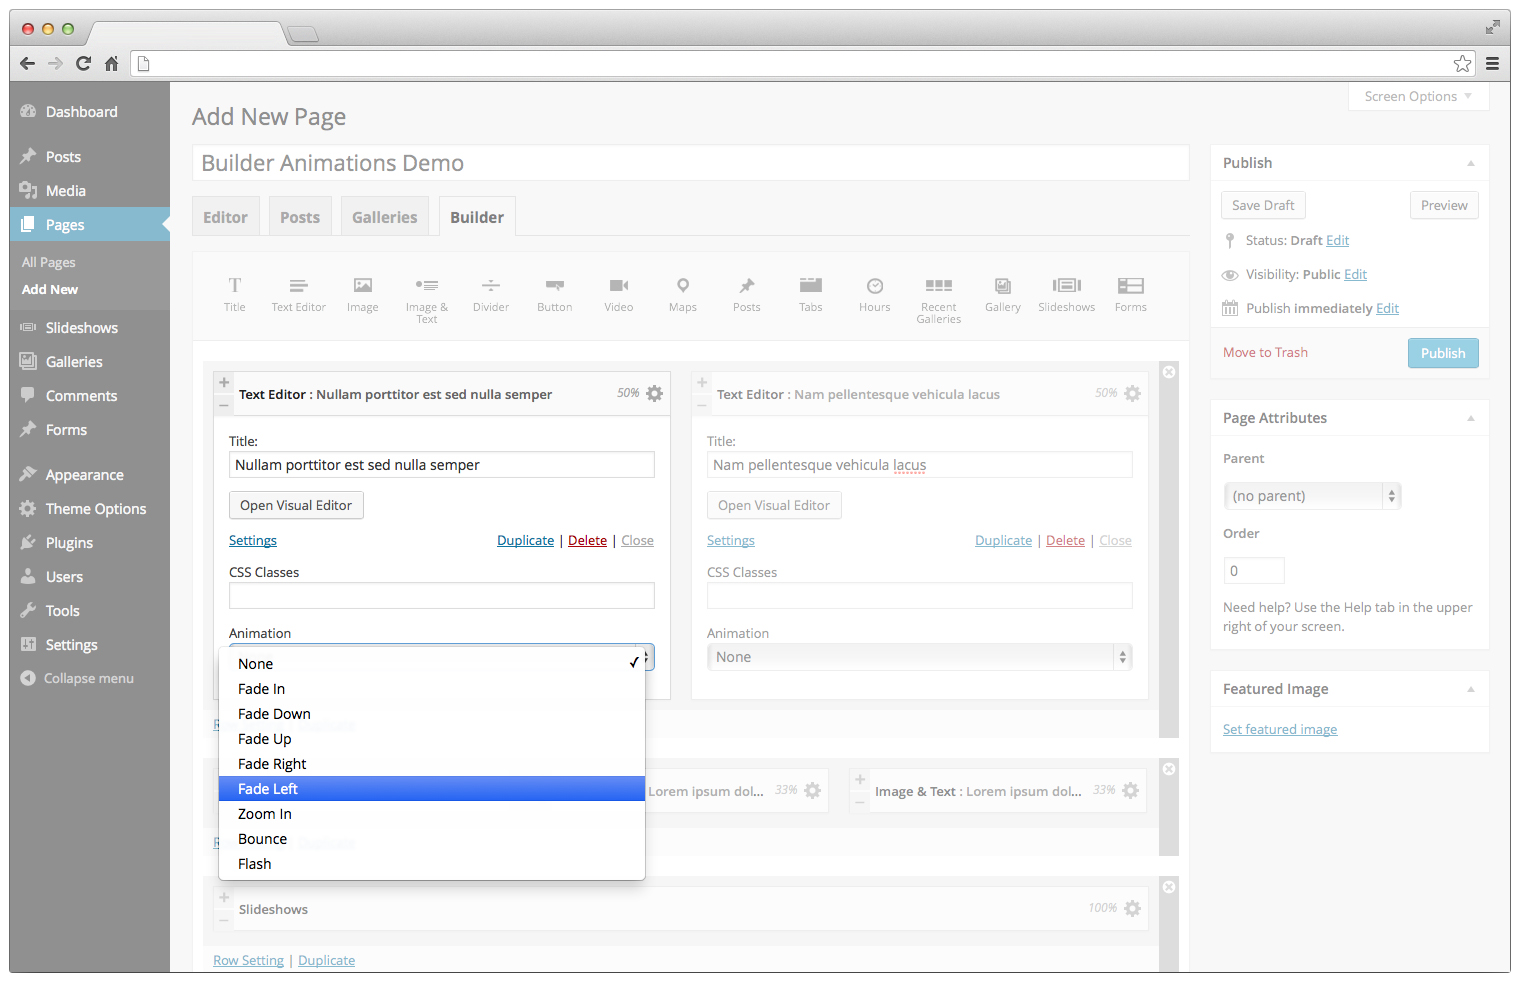 Screen Options
Dashboard
Posts
Media
Pages
All Pages
Add New
Slideshows
Galleries
Comments
Forms
Appearance
Theme Options
Plugins
Users
Tools
Settings
Collapse menu
Add New Page
Builder Animations Demo
Editor Posts Galleries Builder
Title Text Editor Image Image & Text Divider Button Video Maps Posts Tabs Hours Recent Galleries Gallery Slideshows Forms
Text Editor : Nullam porttitor est sed nulla semper 50%
Title:
Nullam porttitor est sed nulla semper
Open Visual Editor
Settings Duplicate | Delete | Close
CSS Classes
Animation
None
Fade In
Fade Down
Fade Up
Fade Right
Fade Left
Zoom In
Bounce
Flash
Text Editor : Nam pellentesque vehicula lacus 50%
Title:
Nam pellentesque vehicula lacus
Open Visual Editor
Settings Duplicate | Delete | Close
CSS Classes
Animation
None
Lorem ipsum dol... 33%
Image & Text : Lorem ipsum dol... 33%
Slideshows 100%
Row Setting | Duplicate
Publish
Save Draft Preview
Status: Draft Edit
Visibility: Public Edit
Publish immediately Edit
Move to Trash Publish
Page Attributes
Parent
(no parent)
Order
0
Need help? Use the Help tab in the upper
right of your screen.
Featured Image
Set featured image